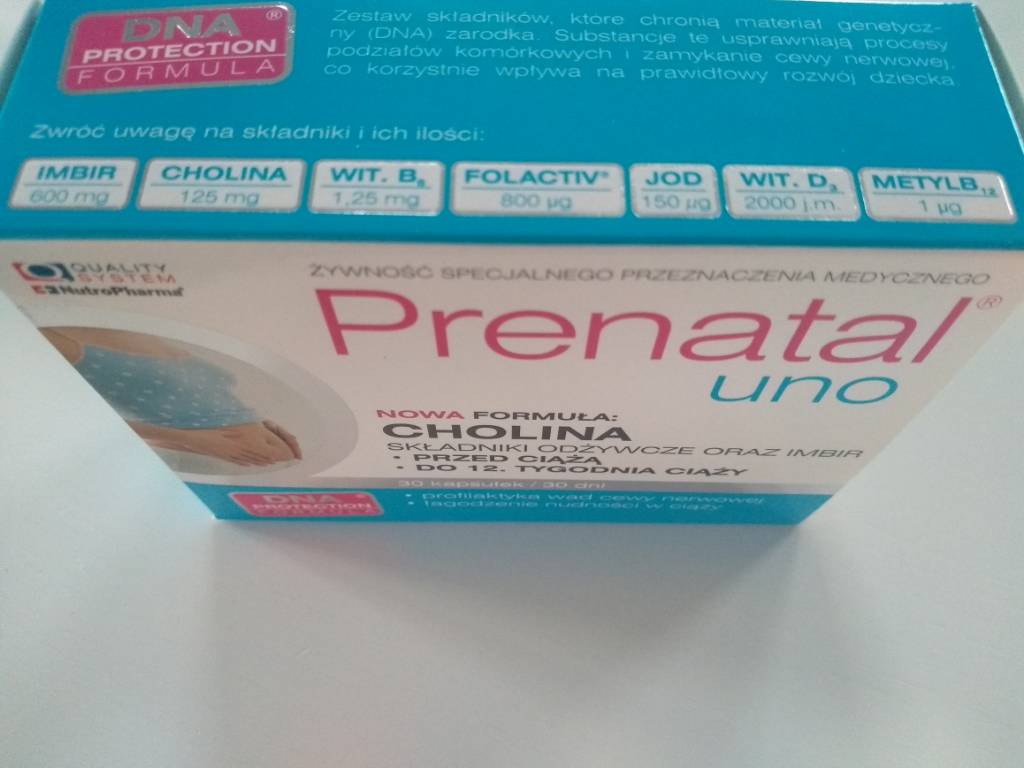 DNA
PROTECTION
FORMULA
®
Zestaw składników, które chronią materiał genetycz-
ny (DNA) zarodka. Substancje te usprawniają procesy
podziałów komórkowych i zamykanie cewy nerwowej,
co korzystnie wpływa na prawidłowy rozwój dziecka.
Zwróć uwagę na składniki i ich ilości:
IMBIR
600 mg
CHOLINA
125 mg
WIT. B₆
1,25 mg
FOLACTIV®
800 µg
JOD
150 µg
WIT. D₃
2000 j.m.
METYLB₁₂
1 µg
QUALITY
SYSTEM
NutroPharma®
ŻYWNOŚĆ SPECJALNEGO PRZEZNACZENIA MEDYCZNEGO
Prenatal®
uno
NOWA FORMUŁA:
CHOLINA
SKŁADNIKI ODŻYWCZE ORAZ IMBIR
• PRZED CIĄŻĄ
• DO 12. TYGODNIA CIĄŻY
30 kapsułek / 30 dni
DNA
PROTECTION
• profilaktyka wad cewy nerwowej
• łagodzenie nudności w ciąży